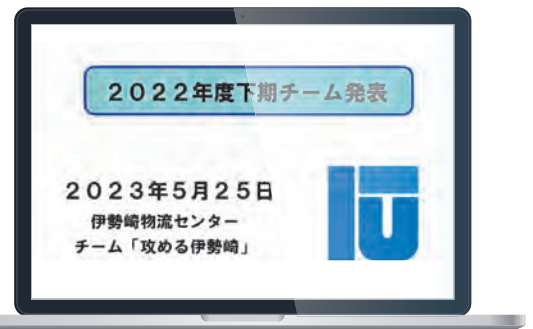 ２０２２年度下期チーム発表
２０２３年５月２５日
伊勢崎物流センター
チーム「攻める伊勢崎」